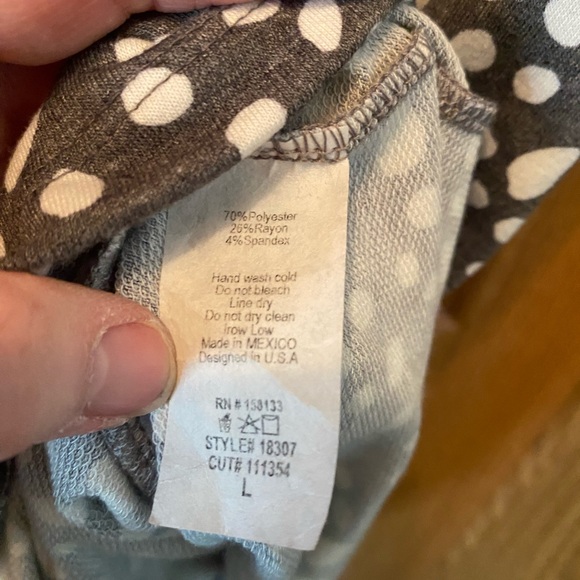 70% Polyester
26% Rayon
4% Spandex
Hand wash cold
Do not bleach
Line dry
Do not dry clean
Irow Low
Made in MEXICO
Designed in U.S.A
RN # 158133
STYLE# 18307
CUT# 111354
L